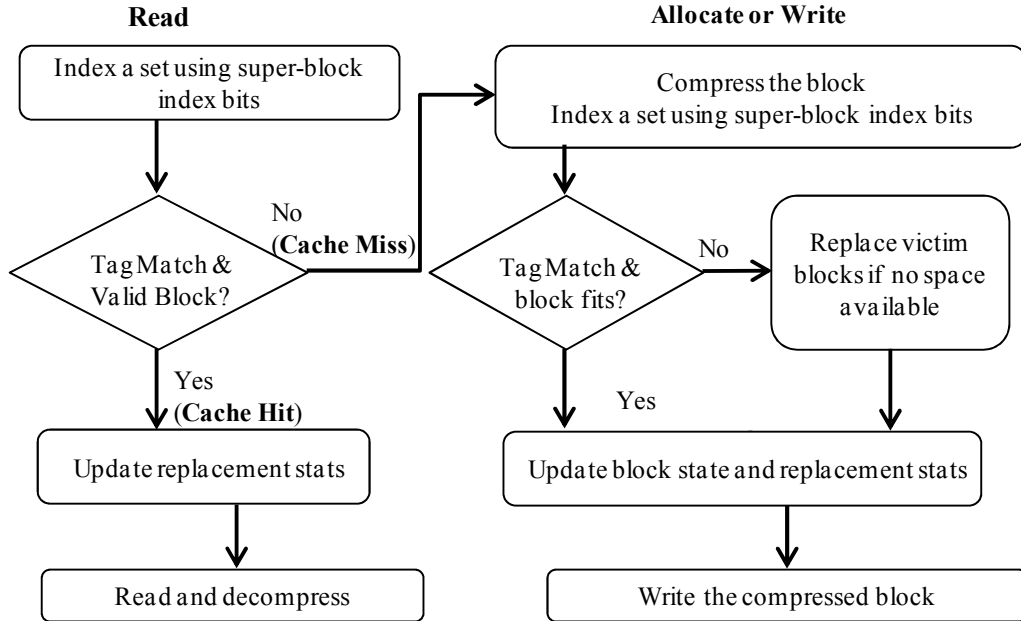 Read
Index a set using super-block
index bits
Tag Match &
Valid Block?
No
(Cache Miss)
Yes
(Cache Hit)
Update replacement stats
Read and decompress
Allocate or Write
Compress the block
Index a set using super-block index bits
Tag Match &
block fits?
No
Replace victim
blocks if no space
available
Yes
Update block state and replacement stats
Write the compressed block